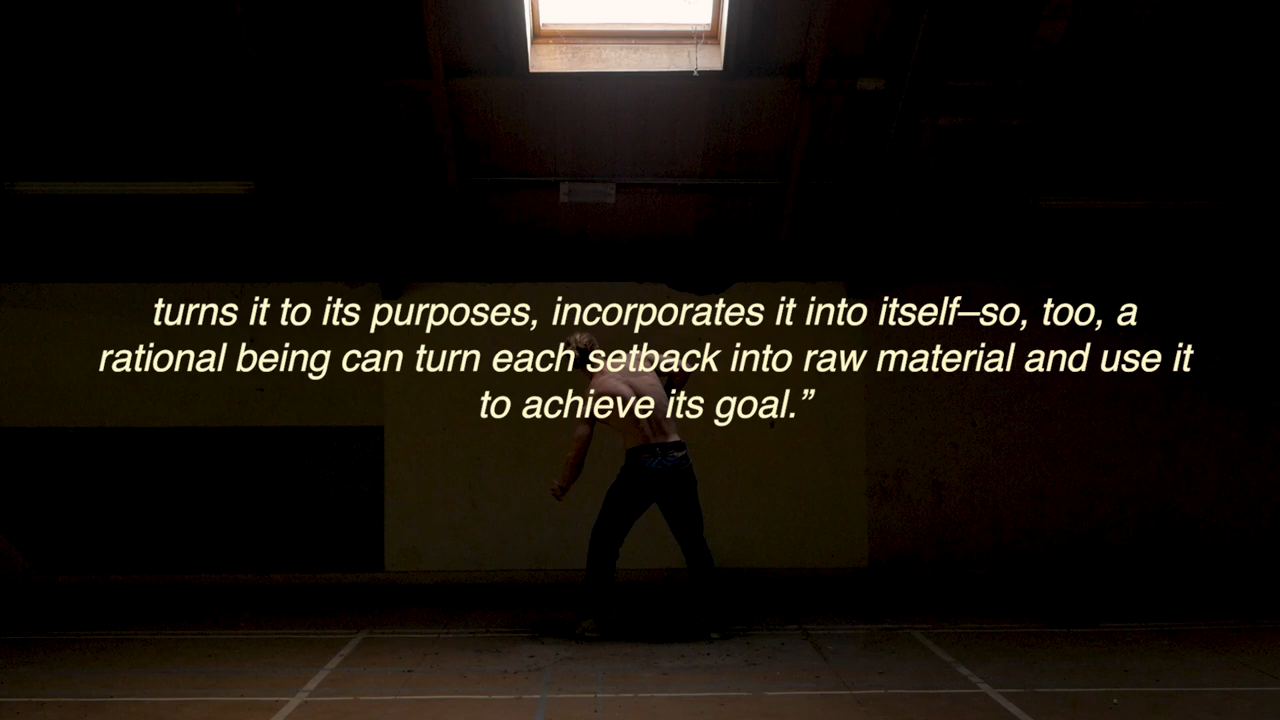 turns it to its purposes, incorporates it into itself—so, too, a
rational being can turn each setback into raw material and use it
to achieve its goal.”